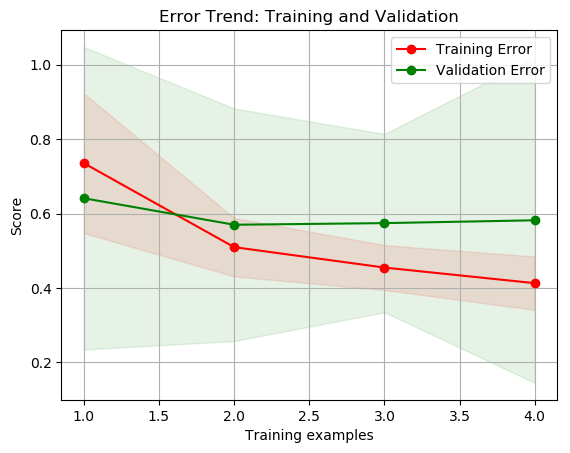 Error Trend: Training and Validation
Training Error
Validation Error
Score
1.0
0.8
0.6
0.4
0.2
1.0 1.5 2.0 2.5 3.0 3.5 4.0
Training examples